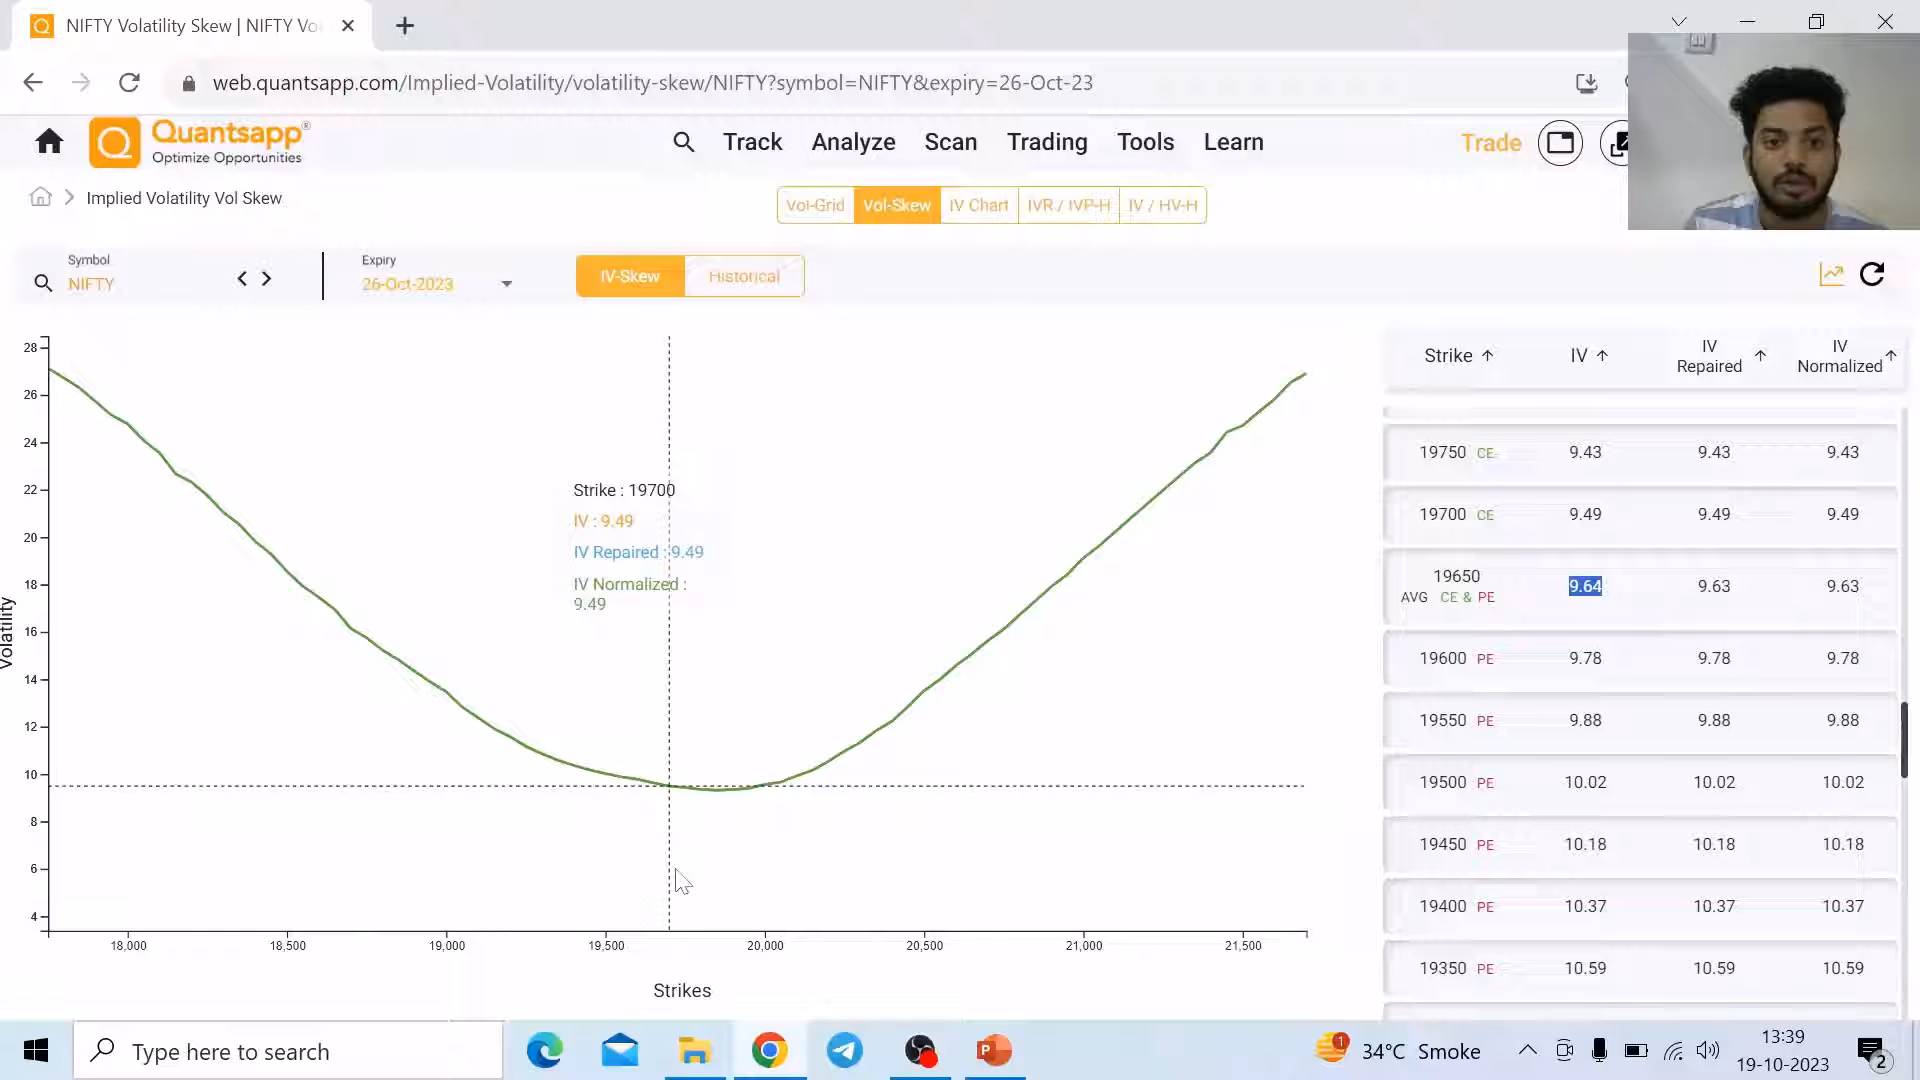 NIFTY Volatility Skew | NIFTY Vo
web.quantsapp.com/Implied-Volatility/volatility-skew/NIFTY?symbol=NIFTY&expiry=26-Oct-23
Quantsapp®
Optimize Opportunities
Track Analyze Scan Trading Tools Learn
Trade
Implied Volatility Vol Skew
Vol-Grid Vol-Skew IV Chart IVR / IVP-H IV / HV-H
Symbol
NIFTY
Expiry
26-Oct-2023
IV-Skew Historical
28
26
24
22
20
18
16
14
12
10
8
6
4
Volatility
Strike : 19700
IV : 9.49
IV Repaired : 9.49
IV Normalized :
9.49
18,000 18,500 19,000 19,500 20,000 20,500 21,000 21,500
Strikes
Strike ↑ IV ↑ IV Repaired ↑ IV Normalized ↑
19750 CE 9.43 9.43 9.43
19700 CE 9.49 9.49 9.49
19650 AVG CE & PE 9.64 9.63 9.63
19600 PE 9.78 9.78 9.78
19550 PE 9.88 9.88 9.88
19500 PE 10.02 10.02 10.02
19450 PE 10.18 10.18 10.18
19400 PE 10.37 10.37 10.37
19350 PE 10.59 10.59 10.59
Type here to search
P
1
34°C Smoke
13:39
19-10-2023
2